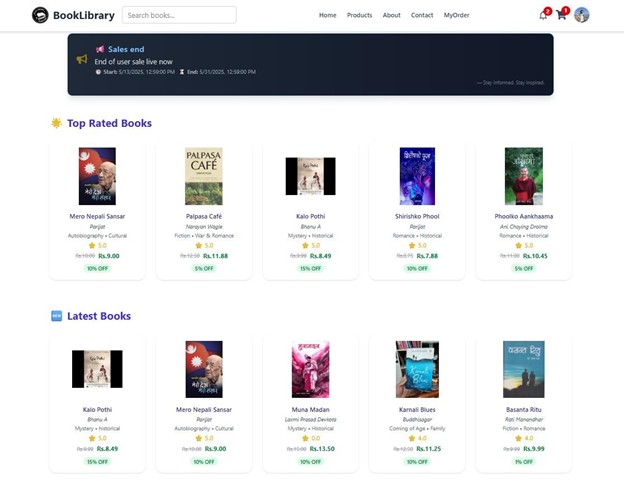 BookLibrary
Search books...
Home Products About Contact MyOrder
2
1
Sales end
End of user sale live now
Start: 5/13/2025, 12:59:00 PM End: 5/31/2025, 12:59:00 PM
— Stay Informed. Stay Inspired.
Top Rated Books
PALPASA
CAFÉ
Kalo Pothi
सिरीषको फूल
Mero Nepali Sansar
Parijat
Autobiography • Cultural
5.0
Rs.10.00 Rs.9.00
10% OFF
Palpasa Café
Narayan Wagle
Fiction • War & Romance
5.0
Rs.12.50 Rs.11.88
5% OFF
Kalo Pothi
Bhanu A
Mystery • Historical
5.0
Rs.9.99 Rs.8.49
15% OFF
Shirishko Phool
Parijat
Romance • Historical
5.0
Rs.8.75 Rs.7.88
10% OFF
Phoolko Aankhaama
Ani Choying Drolma
Romance • Historical
5.0
Rs.11.00 Rs.10.45
5% OFF
Latest Books
मुनामदन
Karnali
Blues
वसन्त रितु
Kalo Pothi
Bhanu A
Mystery • Historical
5.0
Rs.9.99 Rs.8.49
15% OFF
Mero Nepali Sansar
Parijat
Autobiography • Cultural
5.0
Rs.10.00 Rs.9.00
10% OFF
Muna Madan
Laxmi Prasad Devkota
Mystery • Historical
0.0
Rs.13.50
10% OFF
Karnali Blues
Buddhisagar
Coming of Age • Family
4.0
Rs.12.50 Rs.11.25
10% OFF
Basanta Ritu
Rati Manandhar
Fiction • Romance
4.0
Rs.9.99
1% OFF